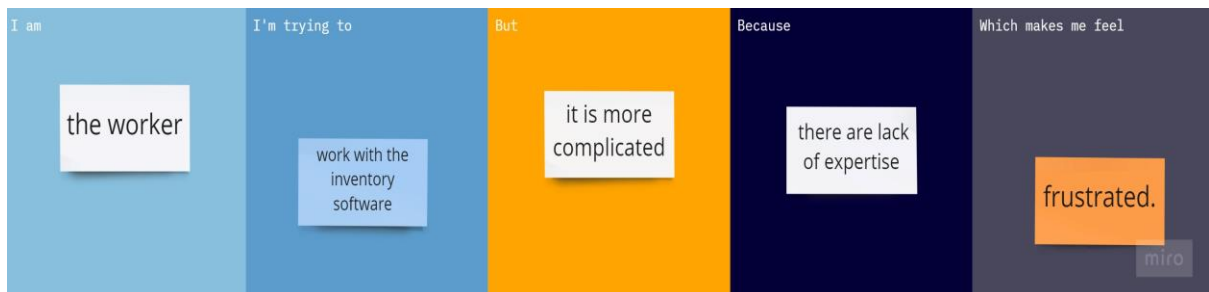 I am
the worker
I'm trying to
work with the
inventory
software
But
it is more
complicated
Because
there are lack
of expertise
Which makes me feel
frustrated.
miro